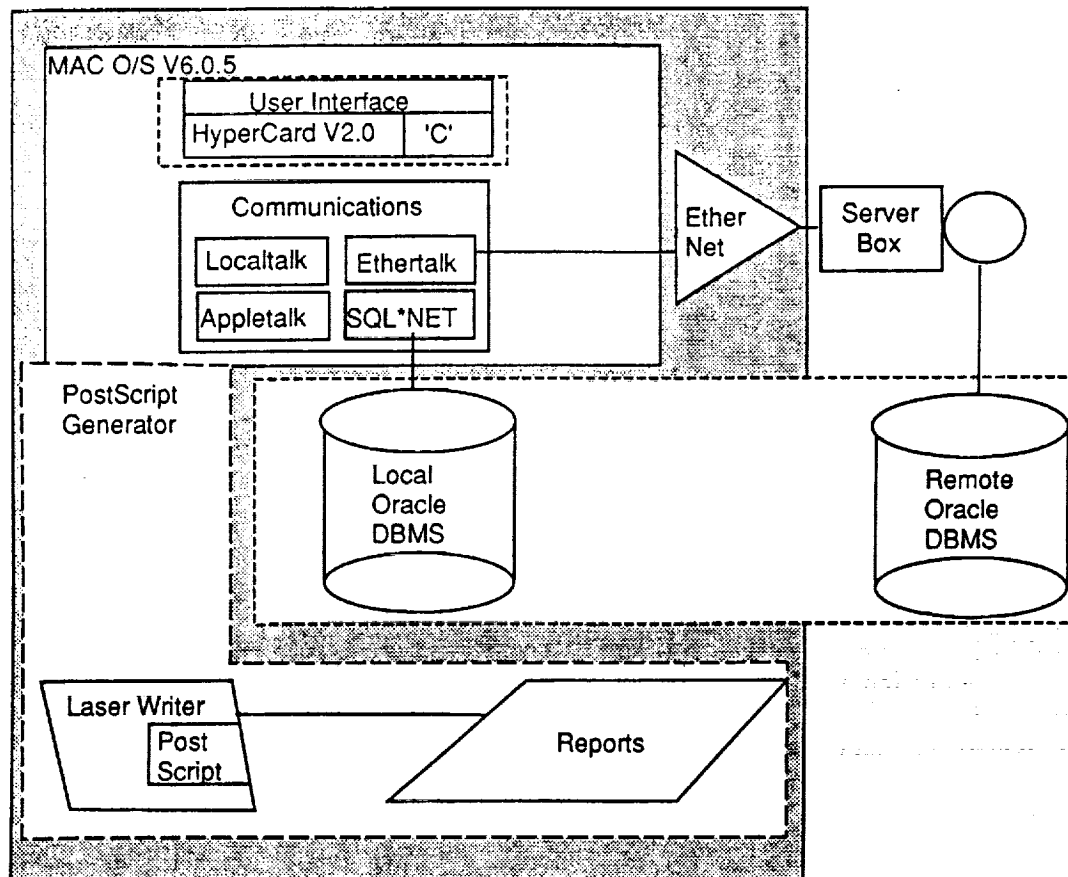 MAC O/S V6.0.5
User Interface
HyperCard V2.0
'C'
Communications
Localtalk
Ethertalk
Appletalk
SQL*NET
Ether
Net
Server
Box
PostScript
Generator
Local
Oracle
DBMS
Remote
Oracle
DBMS
Laser Writer
Post
Script
Reports